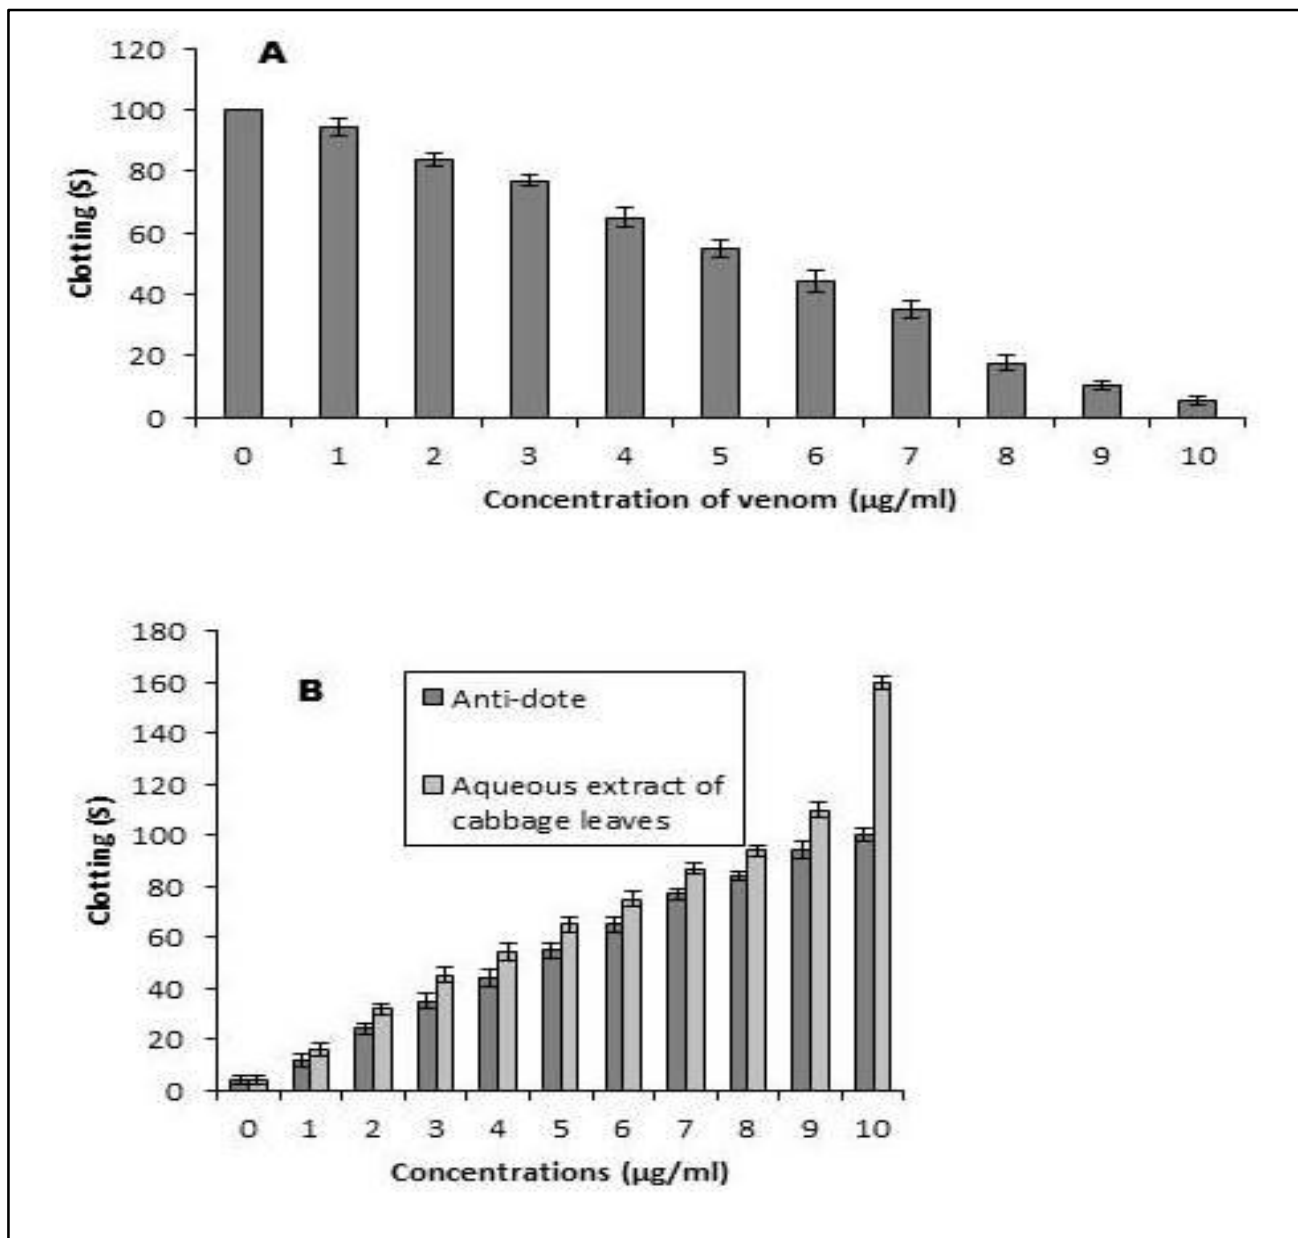 A
120
100
80
60
40
20
0
Clotting (S)
0 1 2 3 4 5 6 7 8 9 10
Concentration of venom (µg/ml)
B
180
160
140
120
100
80
60
40
20
0
Clotting (S)
Anti-dote
Aqueous extract of
cabbage leaves
0 1 2 3 4 5 6 7 8 9 10
Concentrations (µg/ml)